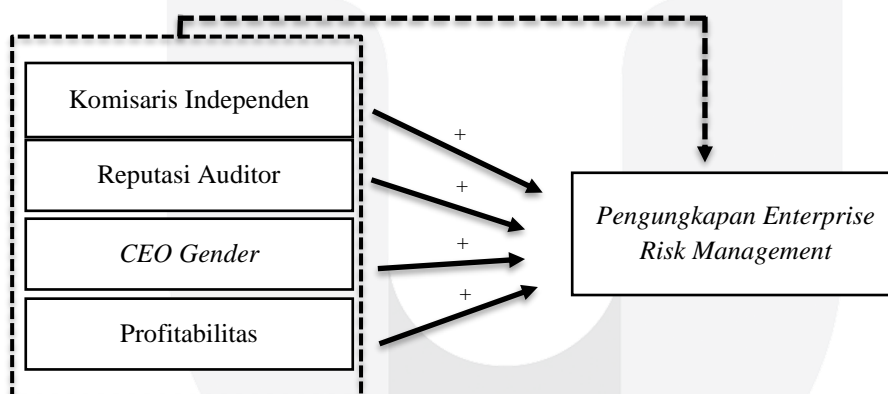 Komisaris Independen
+
Reputasi Auditor
+
CEO Gender
+
Profitabilitas
+
Pengungkapan Enterprise
Risk Management